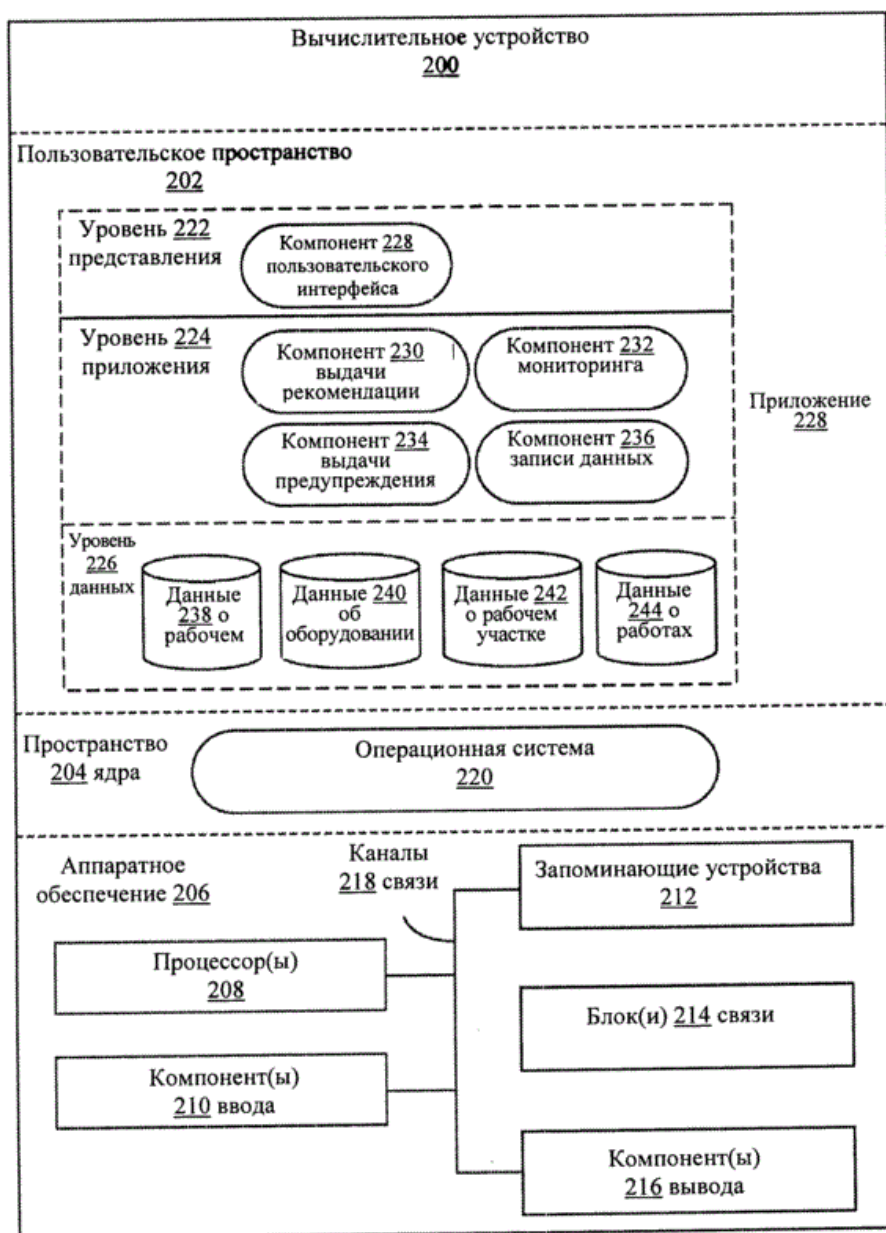 Вычислительное устройство
200
Пользовательское пространство
202
Уровень 222
представления
Компонент 228
пользовательского
интерфейса
Уровень 224
приложения
Компонент 230
выдачи
рекомендации
Компонент 232
мониторинга
Компонент 234
выдачи
предупреждения
Компонент 236
записи данных
Приложение
228
Уровень
226
данных
Данные
238 о
рабочем
Данные 240
об
оборудовании
Данные 242
о рабочем
участке
Данные
244 о
работах
Пространство
204 ядра
Операционная система
220
Аппаратное
обеспечение 206
Каналы
218 связи
Запоминающие устройства
212
Процессор(ы)
208
Блок(и) 214 связи
Компонент(ы)
210 ввода
Компонент(ы)
216 вывода